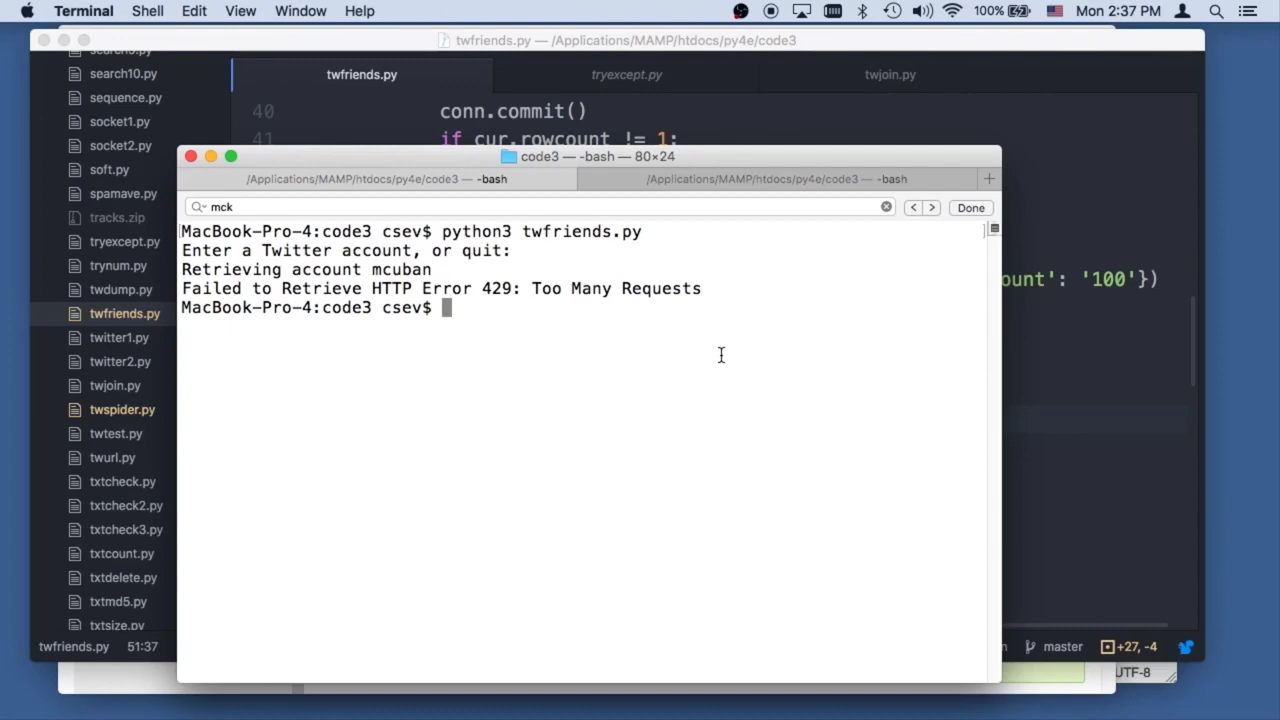 Terminal Shell Edit View Window Help 100% Mon 2:37 PM
twfriends.py — /Applications/MAMP/htdocs/py4e/code3
twfriends.py tryexcept.py twjoin.py
search10.py
sequence.py
socket1.py
socket2.py
soft.py
spamave.py
tracks.zip
tryexcept.py
trynum.py
twdump.py
twfriends.py
twitter1.py
twitter2.py
twjoin.py
twspider.py
twtest.py
twurl.py
txtcheck.py
txtcheck2.py
txtcheck3.py
txtcount.py
txtdelete.py
txtmd5.py
txtsize.py
40 conn.commit()
41 if cur.rowcount != 1:
ount': '100'})
code3 — -bash — 80×24
/Applications/MAMP/htdocs/py4e/code3 — -bash /Applications/MAMP/htdocs/py4e/code3 — -bash +
mck < > Done
MacBook-Pro-4:code3 csev$ python3 twfriends.py
Enter a Twitter account, or quit:
Retrieving account mcuban
Failed to Retrieve HTTP Error 429: Too Many Requests
MacBook-Pro-4:code3 csev$
twfriends.py 51:37 master +27, -4
UTF-8